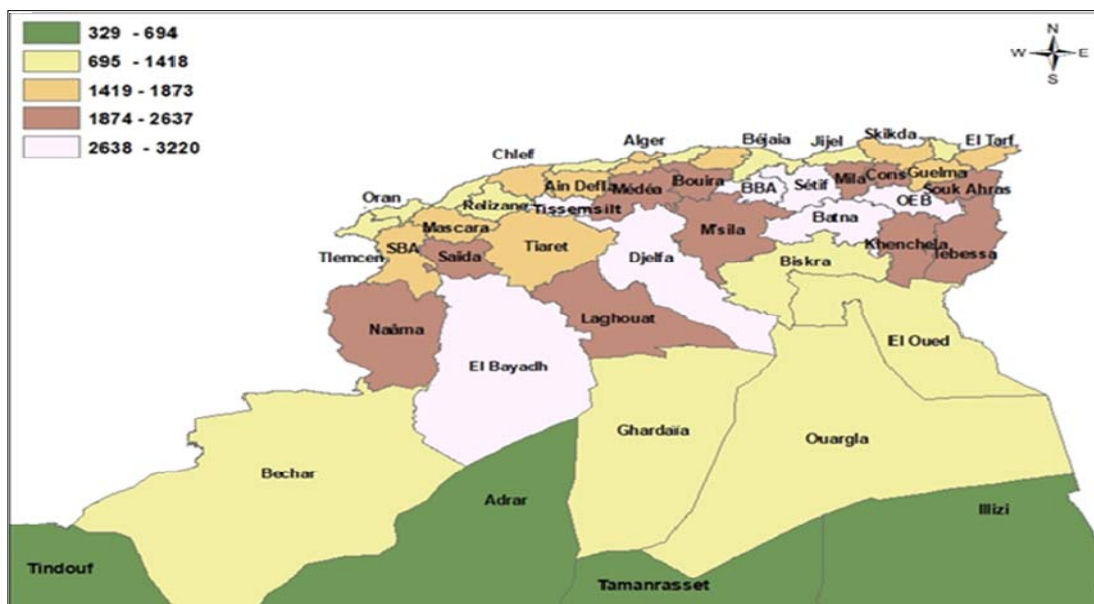 329 - 694
695 - 1418
1419 - 1873
1874 - 2637
2638 - 3220
N
W E
S
Alger
Béjaia
Jijel
Skikda
El Tarf
Chlef
Ain Defla
Médéa
Bouira
BBA
Sétif
Mila
Cons
Guelma
Souk Ahras
Oran
Relizane
Tissemsilt
OEB
Batna
Mascara
M'sila
Khenchela
Tebessa
SBA
Saida
Tiaret
Djelfa
Biskra
Tlemcen
Naâma
Laghouat
El Oued
El Bayadh
Ghardaïa
Ouargla
Bechar
Adrar
Illizi
Tindouf
Tamanrasset